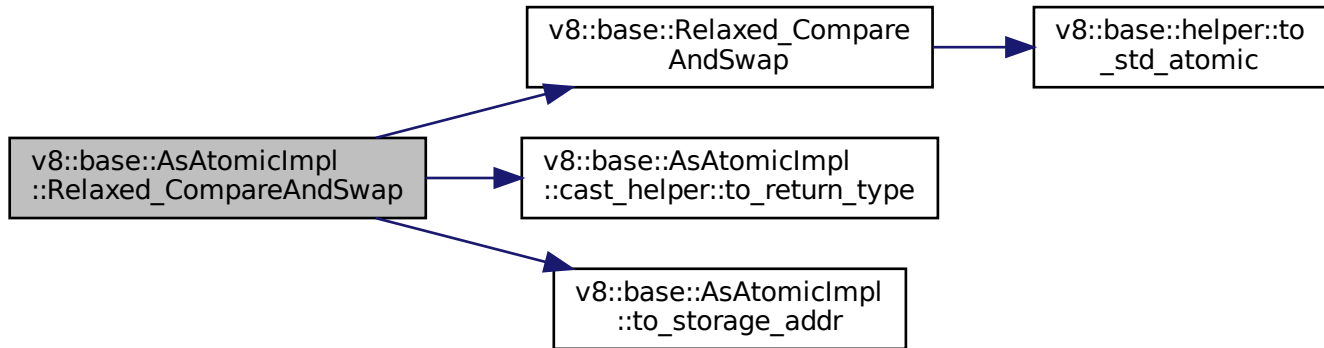 v8::base::AsAtomicImpl
::Relaxed_CompareAndSwap
v8::base::Relaxed_Compare
AndSwap
v8::base::helper::to
_std_atomic
v8::base::AsAtomicImpl
::cast_helper::to_return_type
v8::base::AsAtomicImpl
::to_storage_addr